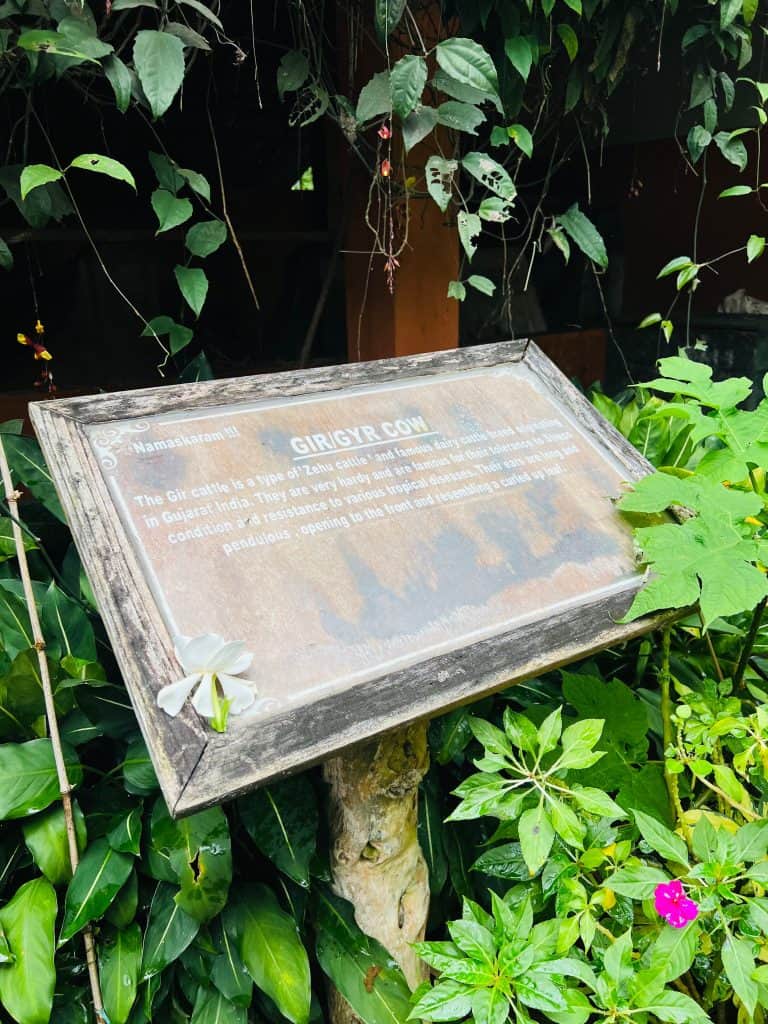 Namaskaram !!!
GIR/GYR COW
The Gir cattle is a type of 'Zehu cattle ' and famous dairy cattle breed originating
in Gujarat India. They are very hardy and are famous for their tolerance to Stress
condition and resistance to various tropical diseases. Their ears are long and
pendulous , opening to the front and resembling a curled up leaf.